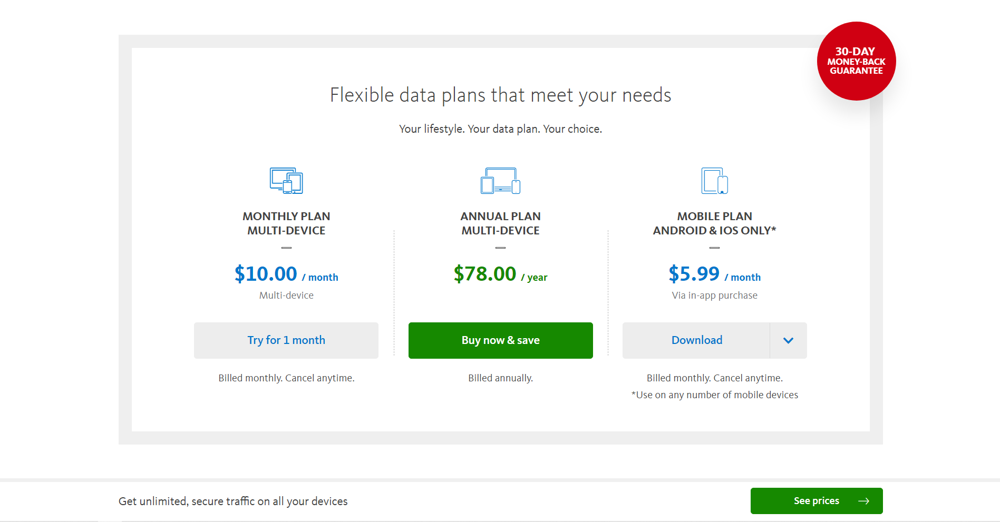 30-DAY
MONEY-BACK
GUARANTEE
Flexible data plans that meet your needs
Your lifestyle. Your data plan. Your choice.
MONTHLY PLAN
MULTI-DEVICE
$10.00 / month
Multi-device
Try for 1 month
Billed monthly. Cancel anytime.
ANNUAL PLAN
MULTI-DEVICE
$78.00 / year
Buy now & save
Billed annually.
MOBILE PLAN
ANDROID & IOS ONLY*
$5.99 / month
Via in-app purchase
Download
Billed monthly. Cancel anytime.
*Use on any number of mobile devices
Get unlimited, secure traffic on all your devices
See prices